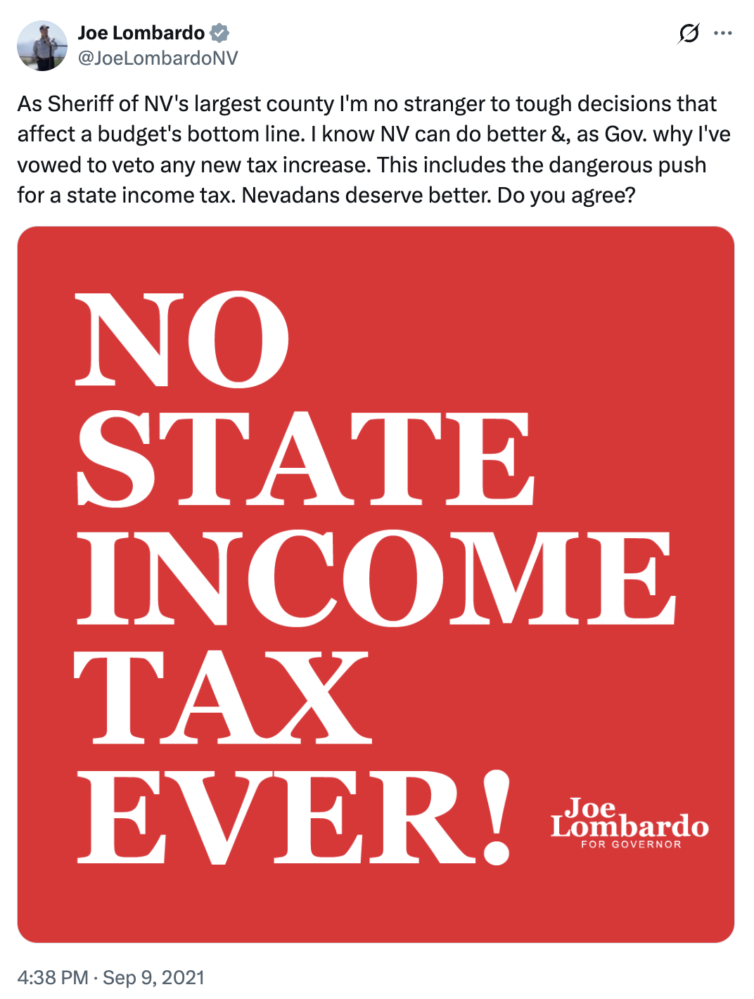 Joe Lombardo
@JoeLombardoNV
As Sheriff of NV's largest county I'm no stranger to tough decisions that
affect a budget's bottom line. I know NV can do better &, as Gov. why I've
vowed to veto any new tax increase. This includes the dangerous push
for a state income tax. Nevadans deserve better. Do you agree?
NO
STATE
INCOME
TAX
EVER!
Joe
Lombardo
FOR GOVERNOR
4:38 PM · Sep 9, 2021